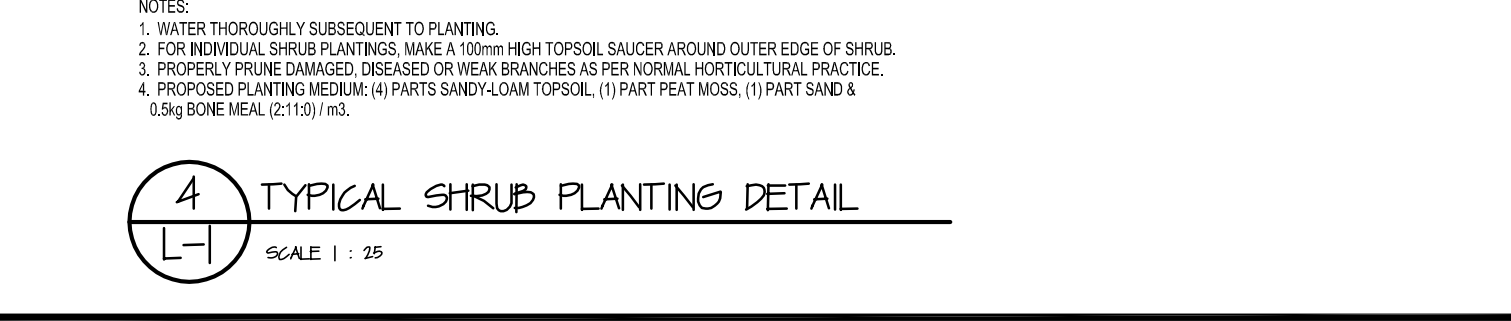 NOTES:
1. WATER THOROUGHLY SUBSEQUENT TO PLANTING.
2. FOR INDIVIDUAL SHRUB PLANTINGS, MAKE A 100mm HIGH TOPSOIL SAUCER AROUND OUTER EDGE OF SHRUB.
3. PROPERLY PRUNE DAMAGED, DISEASED OR WEAK BRANCHES AS PER NORMAL HORTICULTURAL PRACTICE.
4. PROPOSED PLANTING MEDIUM: (4) PARTS SANDY-LOAM TOPSOIL, (1) PART PEAT MOSS, (1) PART SAND &
0.5kg BONE MEAL (2:11:0) / m3.
4 TYPICAL SHRUB PLANTING DETAIL
L-1 SCALE 1 : 25